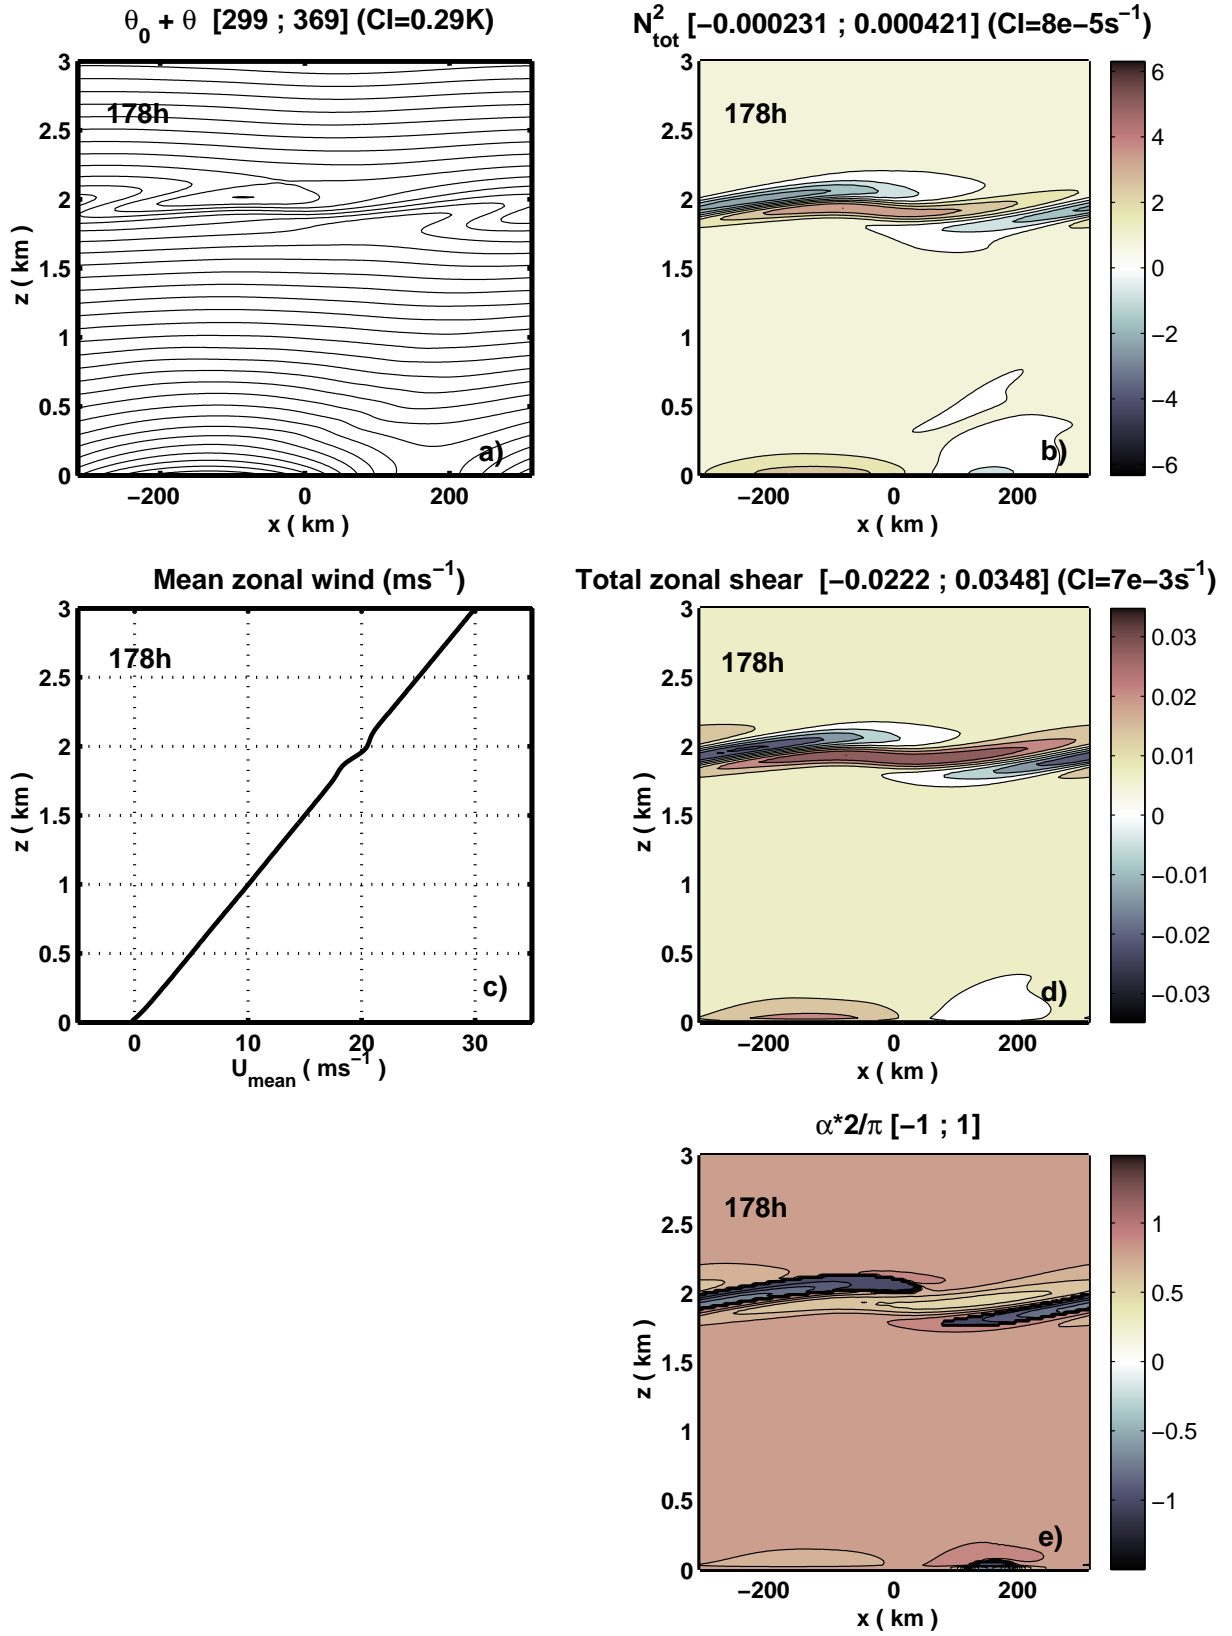 θ0 + θ [299 ; 369] (CI=0.29K)
3
2.5
2
1.5
1
0.5
0
z ( km )
178h
a)
−200 0 200
x ( km )
N²tot [−0.000231 ; 0.000421] (CI=8e−5s⁻¹)
3
2.5
2
1.5
1
0.5
0
178h
b)
−200 0 200
x ( km )
6
4
2
0
−2
−4
−6
Mean zonal wind (ms⁻¹)
3
2.5
2
1.5
1
0.5
0
z ( km )
178h
c)
0 10 20 30
Umean ( ms⁻¹ )
Total zonal shear [−0.0222 ; 0.0348] (CI=7e−3s⁻¹)
3
2.5
2
1.5
1
0.5
0
z ( km )
178h
d)
−200 0 200
x ( km )
0.03
0.02
0.01
0
−0.01
−0.02
−0.03
α*2/π [−1 ; 1]
3
2.5
2
1.5
1
0.5
0
z ( km )
178h
e)
−200 0 200
x ( km )
1
0.5
0
−0.5
−1